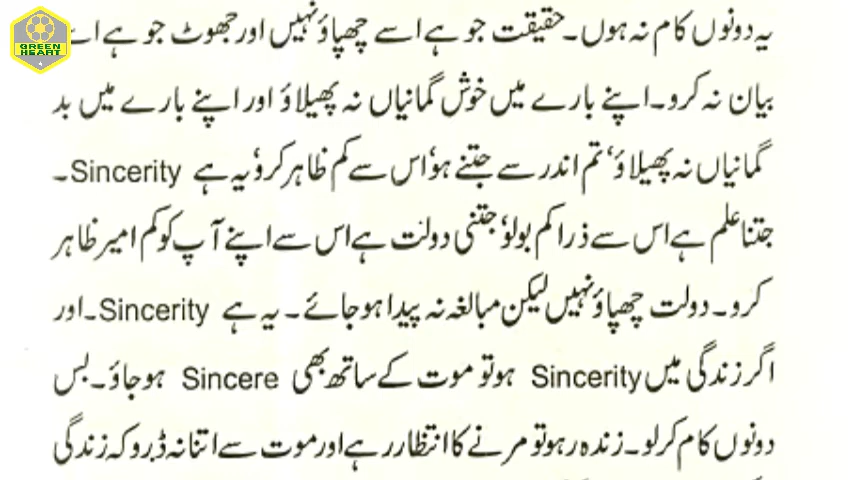 GREEN
HEART
یہ دونوں کام نہ ہوں۔ حقیقت جو ہے اسے چھپاؤ نہیں اور جھوٹ جو ہے اسے
بیان نہ کرو۔ اپنے بارے میں خوش گمانیاں نہ پھیلاؤ اور اپنے بارے میں بد
گمانیاں نہ پھیلاؤ‘ تم اندر سے جتنے ہو‘ اس سے کم ظاہر کرو‘ یہ ہے Sincerity ۔
جتنا علم ہے اس سے ذرا کم بولو‘ جتنی دولت ہے اس سے اپنے آپ کو کم امیر ظاہر
کرو۔ دولت چھپاؤ نہیں لیکن مبالغہ نہ پیدا ہو جائے۔ یہ ہے Sincerity ۔ اور
اگر زندگی میں Sincerity ہو تو موت کے ساتھ بھی Sincere ہو جاؤ۔ بس
دونوں کام کر لو۔ زندہ رہو تو مرنے کا انتظار رہے اور موت سے اتنا نہ ڈرو کہ زندگی